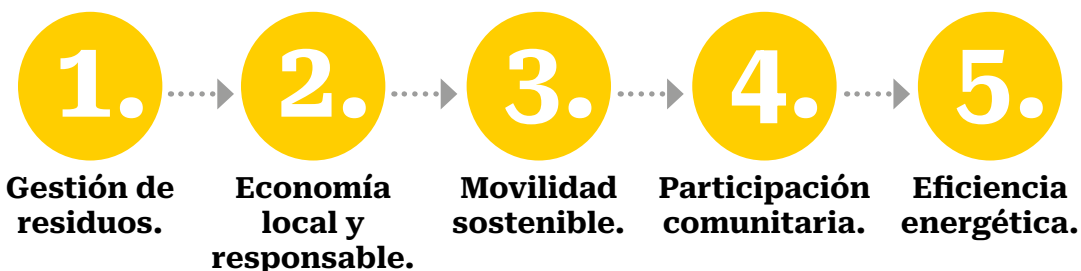 1.
Gestión de
residuos.
2.
Economía
local y
responsable.
3.
Movilidad
sostenible.
4.
Participación
comunitaria.
5.
Eficiencia
energética.